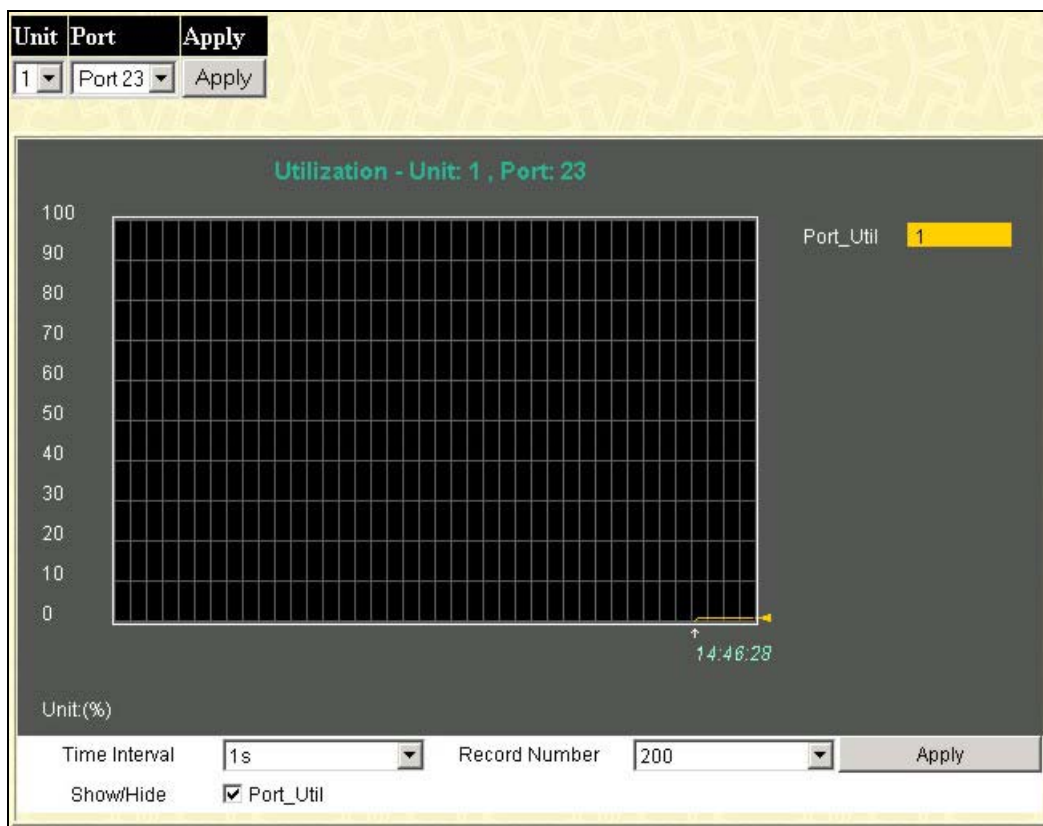 Unit Port Apply
1 Port 23 Apply
Utilization - Unit: 1 , Port: 23
100
90
80
70
60
50
40
30
20
10
0
Port_Util 1
14:46:28
Unit:(%)
Time Interval 1s Record Number 200 Apply
Show/Hide Port_Util